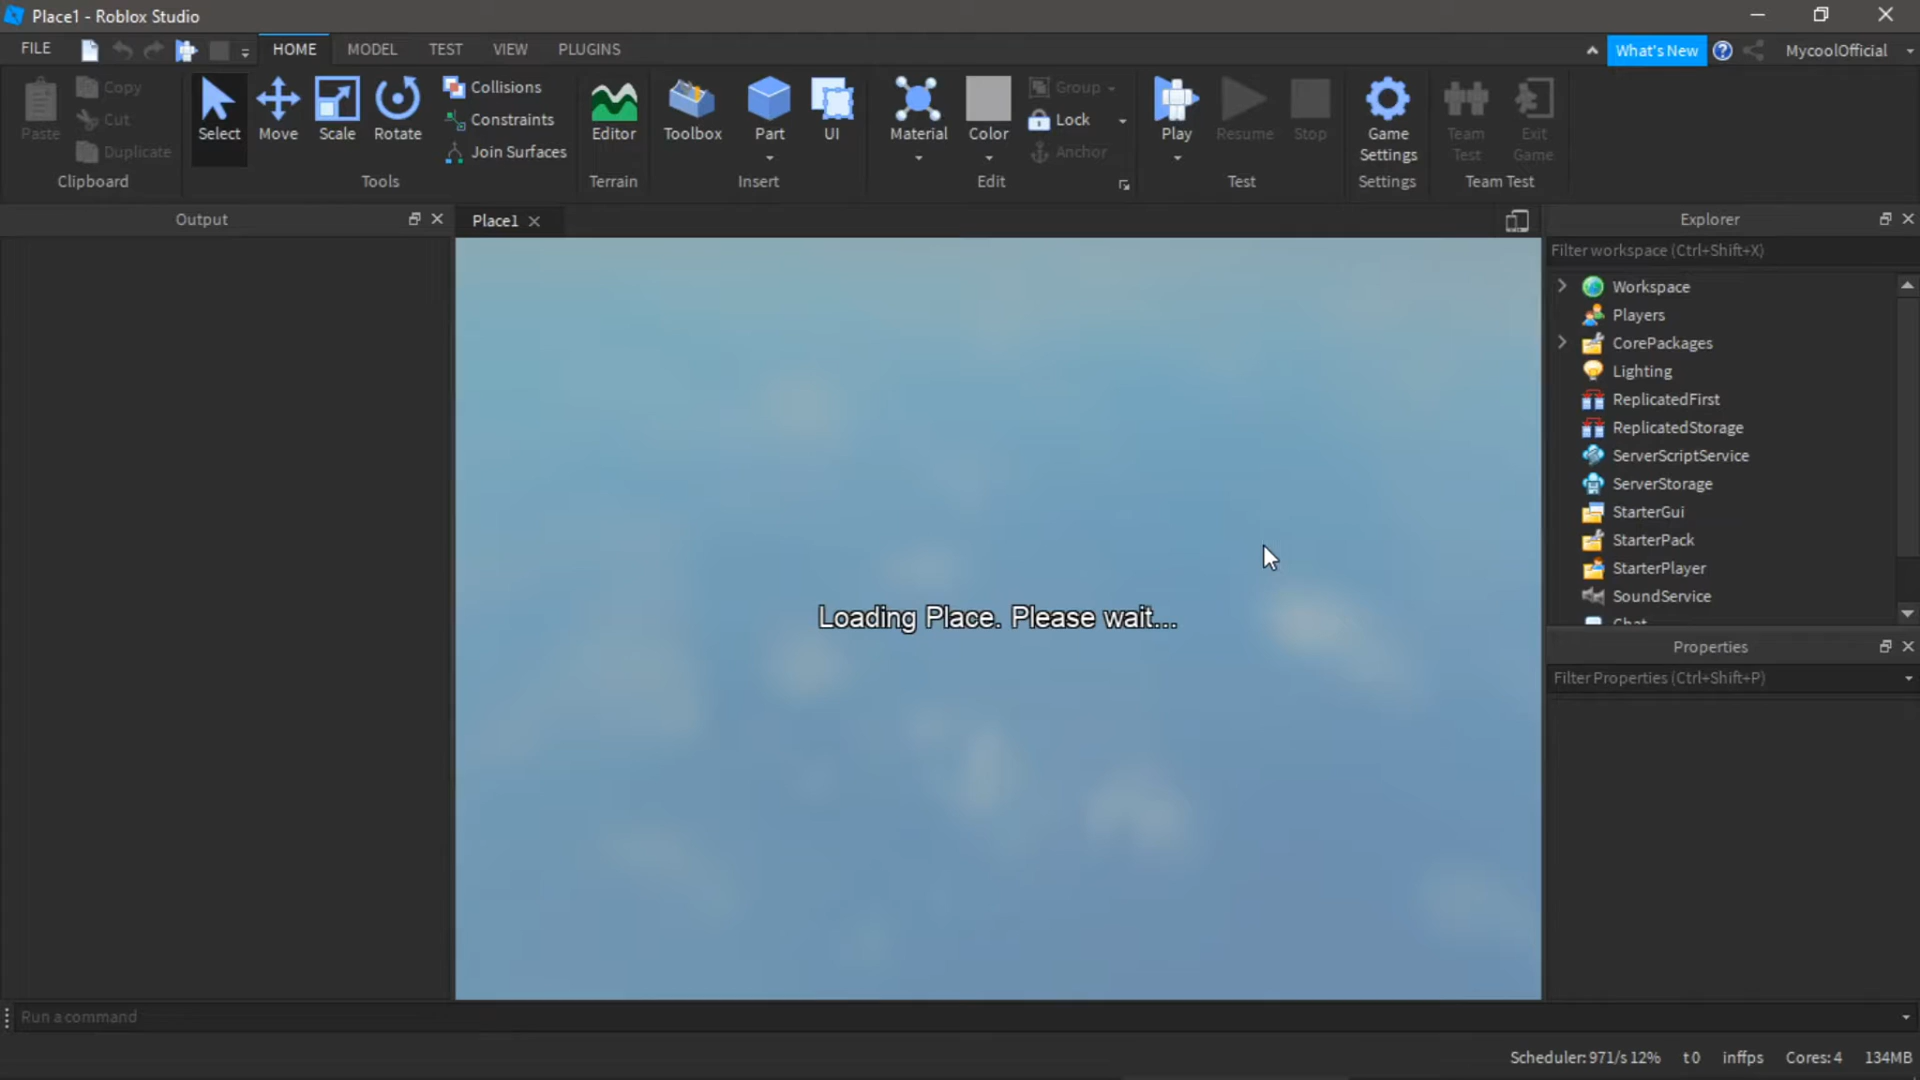 Place1 - Roblox Studio
FILE HOME MODEL TEST VIEW PLUGINS What's New MycoolOfficial
Paste Copy Cut Duplicate
Select Move Scale Rotate
Collisions
Constraints
Join Surfaces
Editor Toolbox Part UI Material Color
Group
Lock
Anchor
Play Resume Stop
Game Settings
Team Test
Exit Game
Clipboard Tools Terrain Insert Edit Test Settings Team Test
Output
Place1
Explorer
Filter workspace (Ctrl+Shift+X)
Workspace
Players
CorePackages
Lighting
ReplicatedFirst
ReplicatedStorage
ServerScriptService
ServerStorage
StarterGui
StarterPack
StarterPlayer
SoundService
Chat
Loading Place. Please wait...
Properties
Filter Properties (Ctrl+Shift+P)
Run a command
Scheduler: 971/s 12% t 0 inffps Cores: 4 134MB